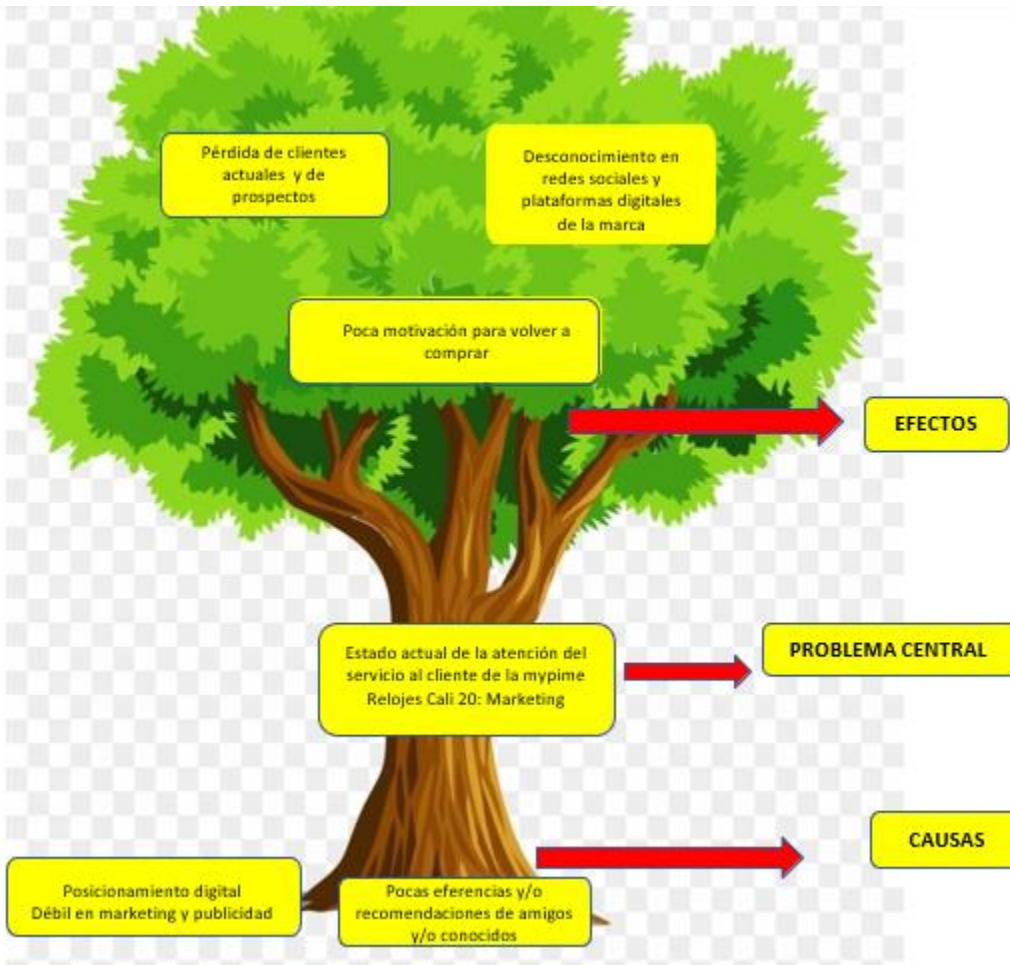 Pérdida de clientes
actuales y de
prospectos
Desconocimiento en
redes sociales y
plataformas digitales
de la marca
Poca motivación para volver a
comprar
EFECTOS
Estado actual de la atención del
servicio al cliente de la mypime
Relojes Cali 20: Marketing
PROBLEMA CENTRAL
CAUSAS
Posicionamiento digital
Débil en marketing y publicidad
Pocas eferencias y/o
recomendaciones de amigos
y/o conocidos